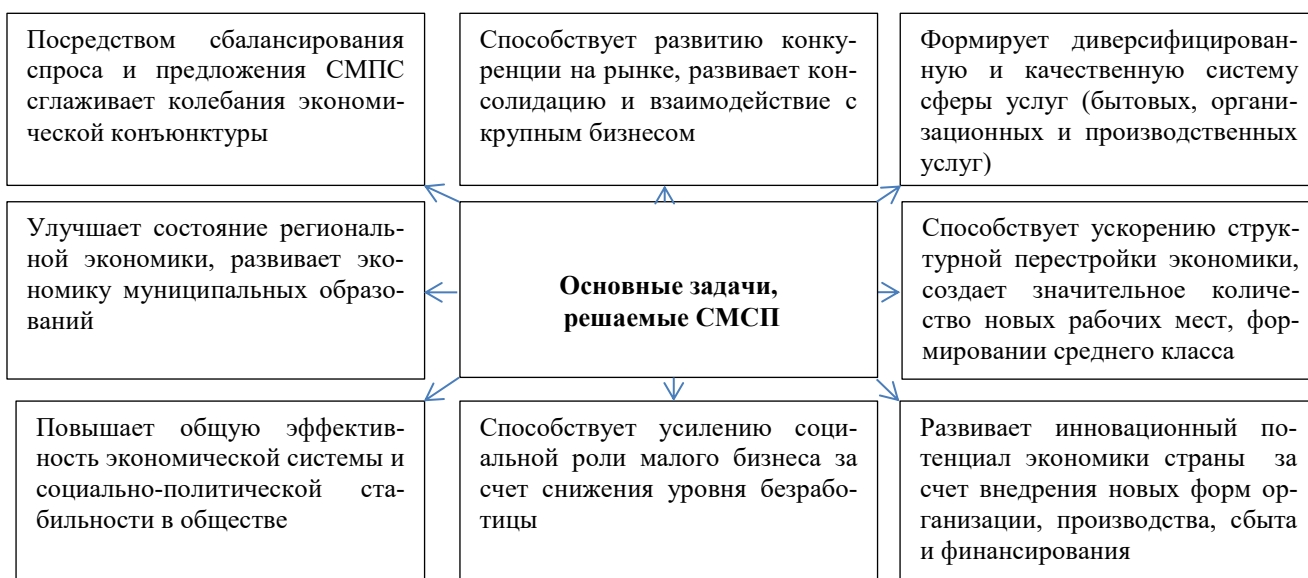 Посредством сбалансирования
спроса и предложения СМПС
сглаживает колебания экономи-
ческой конъюнктуры
Способствует развитию конку-
ренции на рынке, развивает кон-
солидацию и взаимодействие с
крупным бизнесом
Формирует диверсифицирован-
ную и качественную систему
сферы услуг (бытовых, органи-
зационных и производственных
услуг)
Улучшает состояние региональ-
ной экономики, развивает эко-
номику муниципальных образо-
ваний
Основные задачи,
решаемые СМСП
Способствует ускорению струк-
турной перестройки экономики,
создает значительное количе-
ство новых рабочих мест, фор-
мировании среднего класса
Повышает общую эффектив-
ность экономической системы и
социально-политической ста-
бильности в обществе
Способствует усилению соци-
альной роли малого бизнеса за
счет снижения уровня безрабо-
тицы
Развивает инновационный по-
тенциал экономики страны за
счет внедрения новых форм ор-
ганизации, производства, сбыта
и финансирования